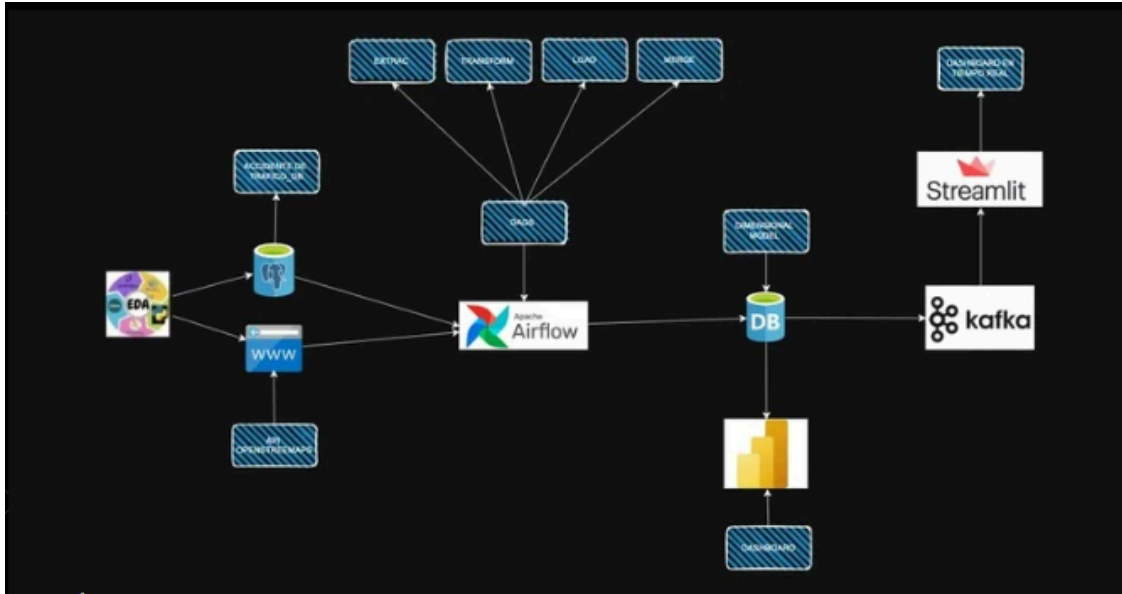 EXTRAC
TRANSFORM
LOAD
MERGE
DASHBOARD EN
TIEMPO REAL
ACCIDENTE DE
TRAFICO_DB
Streamlit
DAGS
DIMENSIONAL
MODEL
EDA
Apache
Airflow
DB
kafka
WWW
API
OPENSTREEMAPS
DASHBOARD